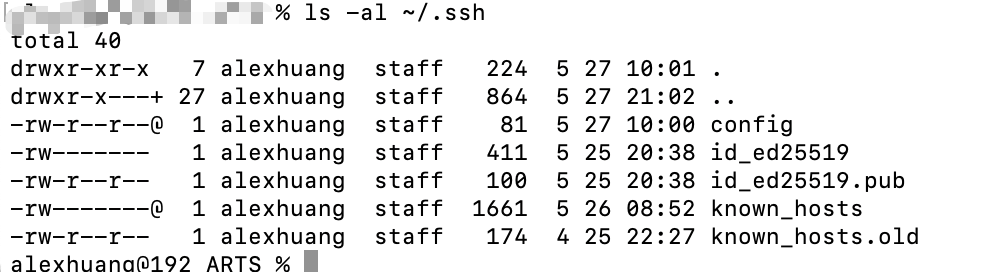 % ls -al ~/.ssh
total 40
drwxr-xr-x   7 alexhuang  staff   224  5 27 10:01 .
drwxr-x---+ 27 alexhuang  staff   864  5 27 21:02 ..
-rw-r--r--@  1 alexhuang  staff    81  5 27 10:00 config
-rw-------   1 alexhuang  staff   411  5 25 20:38 id_ed25519
-rw-r--r--   1 alexhuang  staff   100  5 25 20:38 id_ed25519.pub
-rw-------@  1 alexhuang  staff  1661  5 26 08:52 known_hosts
-rw-r--r--   1 alexhuang  staff   174  4 25 22:27 known_hosts.old
alexhuang@192 ARTS %